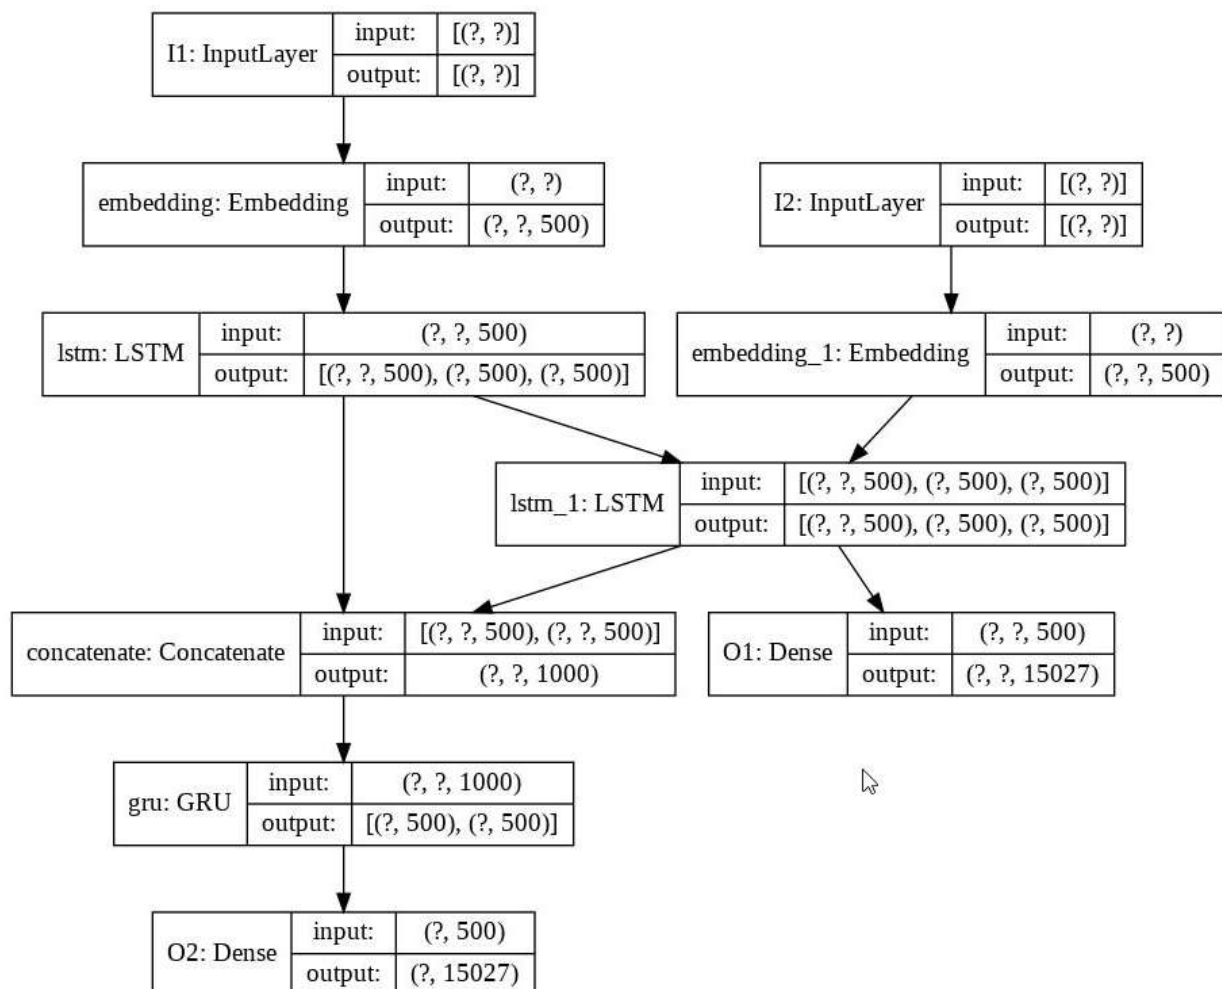 I1: InputLayer
input: [(?, ?)]
output: [(?, ?)]
embedding: Embedding
input: (?, ?)
output: (?, ?, 500)
I2: InputLayer
input: [(?, ?)]
output: [(?, ?)]
lstm: LSTM
input: (?, ?, 500)
output: [(?, ?, 500), (?, 500), (?, 500)]
embedding_1: Embedding
input: (?, ?)
output: (?, ?, 500)
lstm_1: LSTM
input: [(?, ?, 500), (?, 500), (?, 500)]
output: [(?, ?, 500), (?, 500), (?, 500)]
concatenate: Concatenate
input: [(?, ?, 500), (?, ?, 500)]
output: (?, ?, 1000)
O1: Dense
input: (?, ?, 500)
output: (?, ?, 15027)
gru: GRU
input: (?, ?, 1000)
output: [(?, 500), (?, 500)]
O2: Dense
input: (?, 500)
output: (?, 15027)